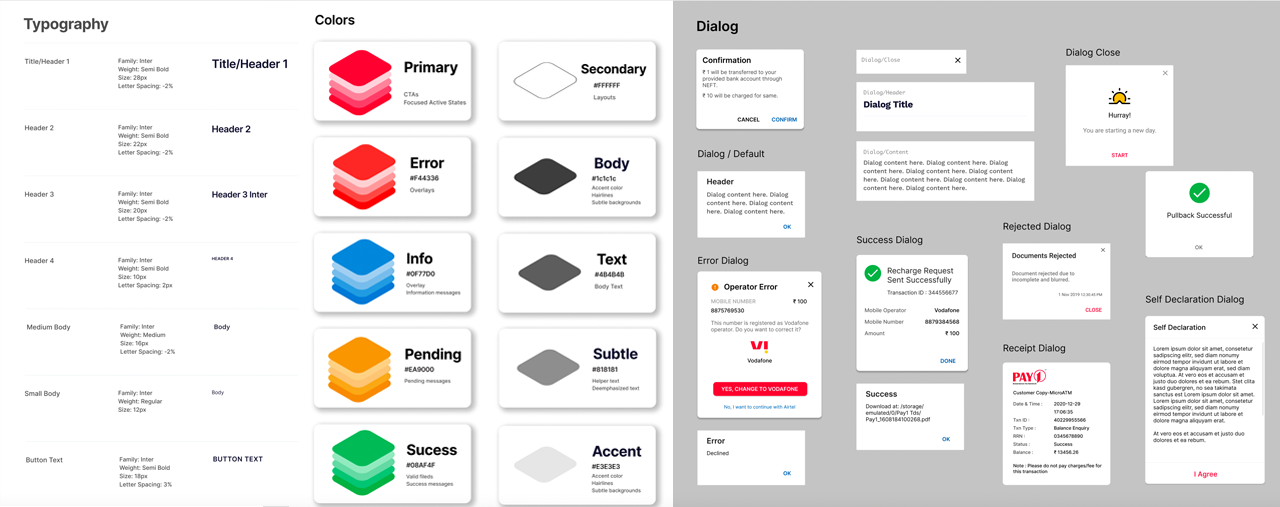 Typography
Title/Header 1
Family: Inter
Weight: Semi Bold
Size: 28px
Letter Spacing: -2%
Title/Header 1
Header 2
Family: Inter
Weight: Semi Bold
Size: 22px
Letter Spacing: -2%
Header 2
Header 3
Family: Inter
Weight: Semi Bold
Size: 20px
Letter Spacing: -2%
Header 3 Inter
Header 4
Family: Inter
Weight: Semi Bold
Size: 10px
Letter Spacing: 2px
HEADER 4
Medium Body
Family: Inter
Weight: Medium
Size: 16px
Letter Spacing: -2%
Body
Small Body
Family: Inter
Weight: Regular
Size: 12px
Body
Button Text
Family: Inter
Weight: Semi Bold
Size: 18px
Letter Spacing: 3%
BUTTON TEXT
Colors
Primary
CTAs
Focused Active States
Secondary
#FFFFFF
Layouts
Error
#F44336
Overlays
Body
#1c1c1c
Accent color
Hairlines
Subtle backgrounds
Info
#0F77D0
Overlay
Information messages
Text
#4B4B4B
Body Text
Pending
#EA9000
Pending messages
Subtle
#818181
Helper text
Deemphasized text
Sucess
#08AF4F
Valid fileds
Success messages
Accent
#E3E3E3
Accent color
Hairlines
Subtle backgrounds
Dialog
Confirmation
₹ 1 will be transferred to your
provided bank account through
NEFT.
₹ 10 will be charged for same.
CANCEL CONFIRM
Dialog / Default
Header
Dialog content here. Dialog
content here. Dialog content
here. Dialog content here.
OK
Error Dialog
Operator Error
MOBILE NUMBER ₹ 100
8875769530
This number is registered as Vodafone
operator. Do you want to correct it?
VI
Vodafone
YES, CHANGE TO VODAFONE
No, I want to continue with Airtel
Error
Declined
OK
Dialog/Close
Dialog/Header
Dialog Title
Dialog/Content
Dialog content here. Dialog content here. Dialog
content here. Dialog content here. Dialog content
here. Dialog content here. Dialog content here.
Dialog content here. Dialog content here.
Success Dialog
Recharge Request
Sent Successfully
Transaction ID : 344556677
Mobile Operator Vodafone
Mobile Number 8879384568
Amount ₹ 100
DONE
Success
Download at: /storage/
emulated/0/Pay1 Tds/
Pay1_1608184100268.pdf
OK
Dialog Close
Hurray!
You are starting a new day.
START
Pullback Successful
OK
Rejected Dialog
Documents Rejected
Document rejected due to
incomplete and blurred.
1 Nov 2019 12:30:45 PM
CLOSE
Receipt Dialog
PAY1
Customer Copy-MicroATM
Date & Time : 2020-12-29
17:06:35
Txn ID : 40229955566
Txn Type : Balance Enquiry
RRN : 0345678890
Status : Success
Balance : ₹ 13456.26
Note : Please do not pay charges/fee for
this transaction
Self Declaration Dialog
Self Declaration
Lorem ipsum dolor sit amet, consetetur
sadipscing elitr, sed diam nonumy
eirmod tempor invidunt ut labore et
dolore magna aliquyam erat, sed diam
voluptua. At vero eos et accusam et
justo duo dolores et ea rebum. Stet clita
kasd gubergren, no sea takimata
sanctus est Lorem ipsum dolor sit amet.
Lorem ipsum dolor sit amet, consetetur
sadipscing elitr, sed diam nonumy
eirmod tempor invidunt ut labore et
dolore magna aliquyam erat.
At vero eos et accusam et justo duo
dolores et ea rebum.
I Agree